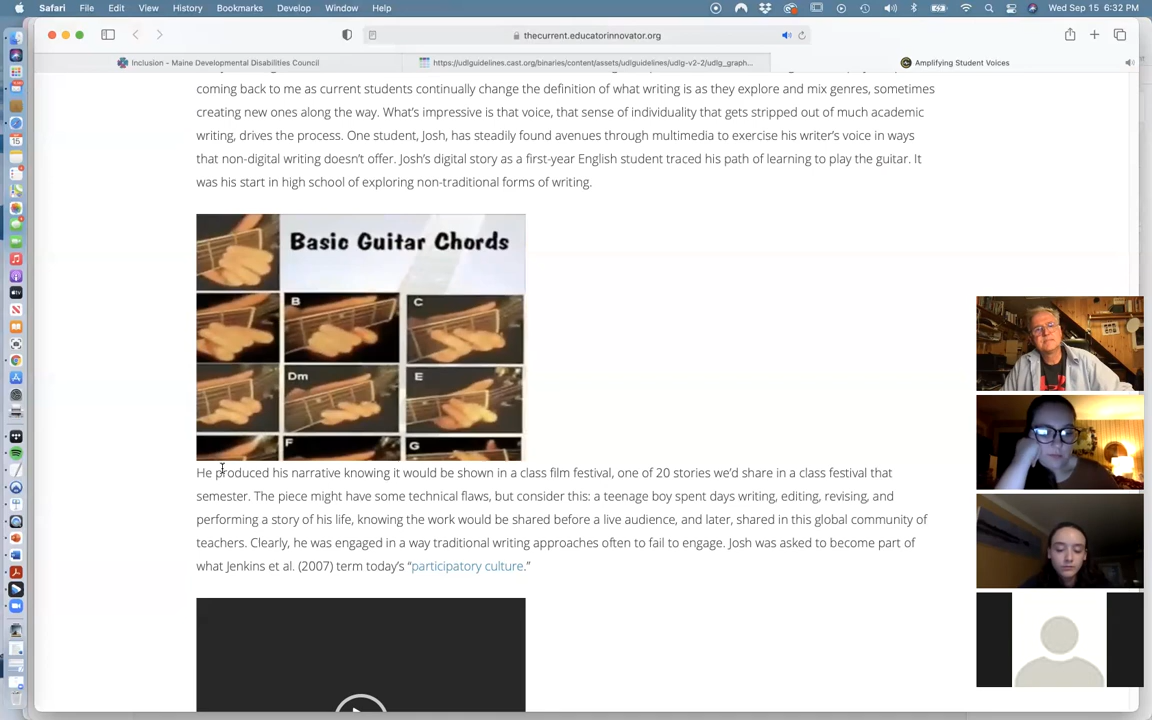 Safari File Edit View History Bookmarks Develop Window Help Wed Sep 15 6:32 PM
thecurrent.educatorinnovator.org
Inclusion - Maine Developmental Disabilities Council https://udlguidelines.cast.org/binaries/content/assets/udlguidelines/udlg-v2-2/udlg_graph... Amplifying Student Voices
coming back to me as current students continually change the definition of what writing is as they explore and mix genres, sometimes
creating new ones along the way. What's impressive is that voice, that sense of individuality that gets stripped out of much academic
writing, drives the process. One student, Josh, has steadily found avenues through multimedia to exercise his writer's voice in ways
that non-digital writing doesn't offer. Josh's digital story as a first-year English student traced his path of learning to play the guitar. It
was his start in high school of exploring non-traditional forms of writing.
Basic Guitar Chords
B C
Dm E
F G
He produced his narrative knowing it would be shown in a class film festival, one of 20 stories we'd share in a class festival that
semester. The piece might have some technical flaws, but consider this: a teenage boy spent days writing, editing, revising, and
performing a story of his life, knowing the work would be shared before a live audience, and later, shared in this global community of
teachers. Clearly, he was engaged in a way traditional writing approaches often to fail to engage. Josh was asked to become part of
what Jenkins et al. (2007) term today's “participatory culture.”